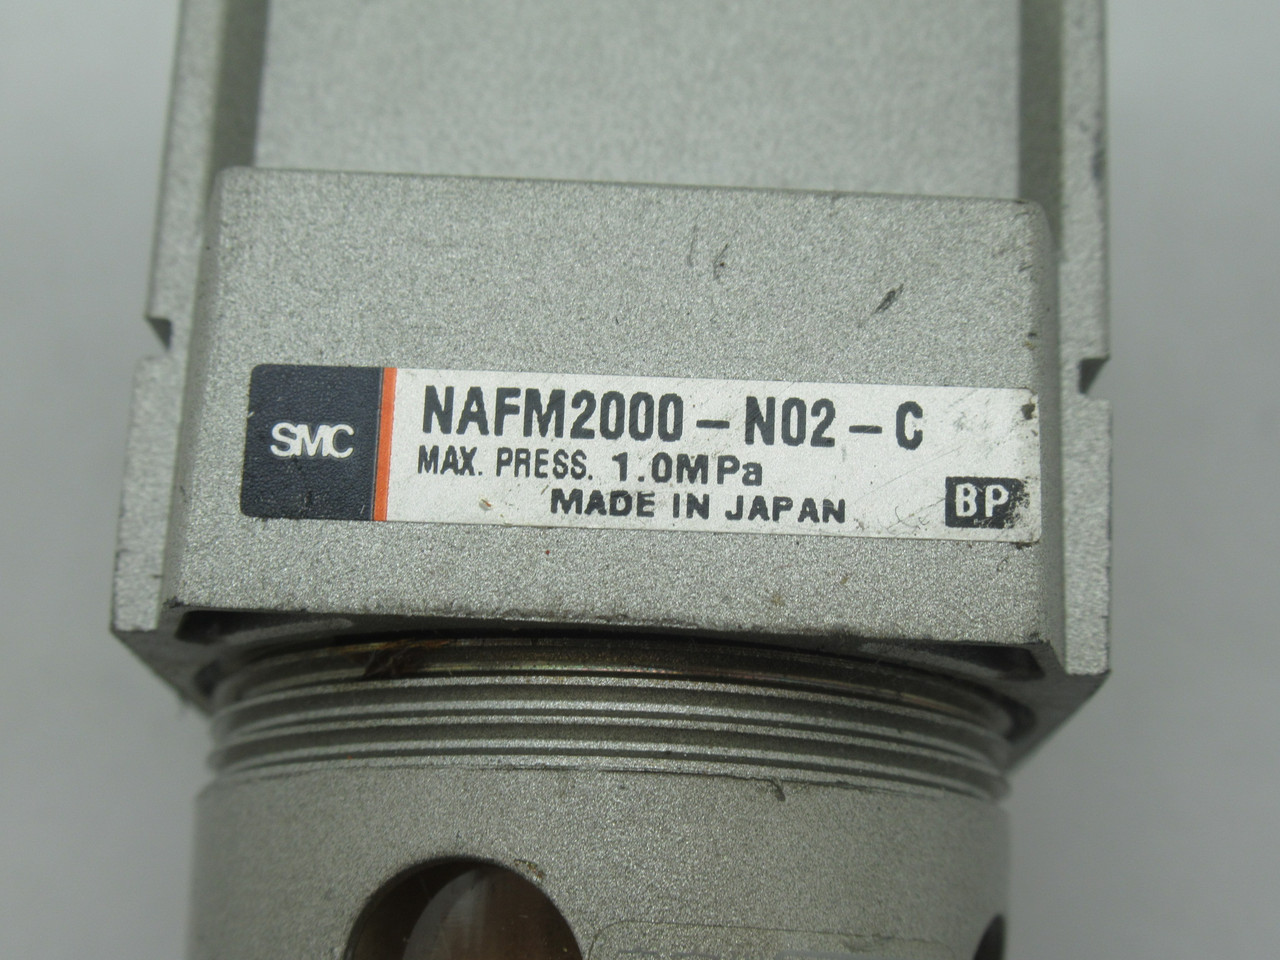 SMC
NAFM2000-N02-C
MAX. PRESS. 1.0MPa
MADE IN JAPAN
BP